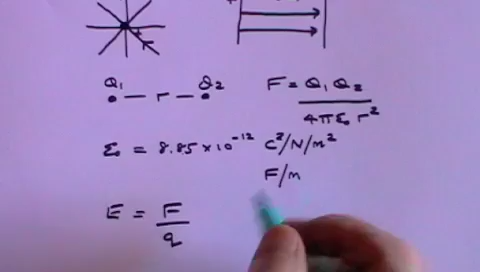 Q1 — r — Q2 F = Q1 Q2 / 4πε₀ r²
ε₀ = 8.85 × 10⁻¹² C²/N/m²
F/m
E = F / q